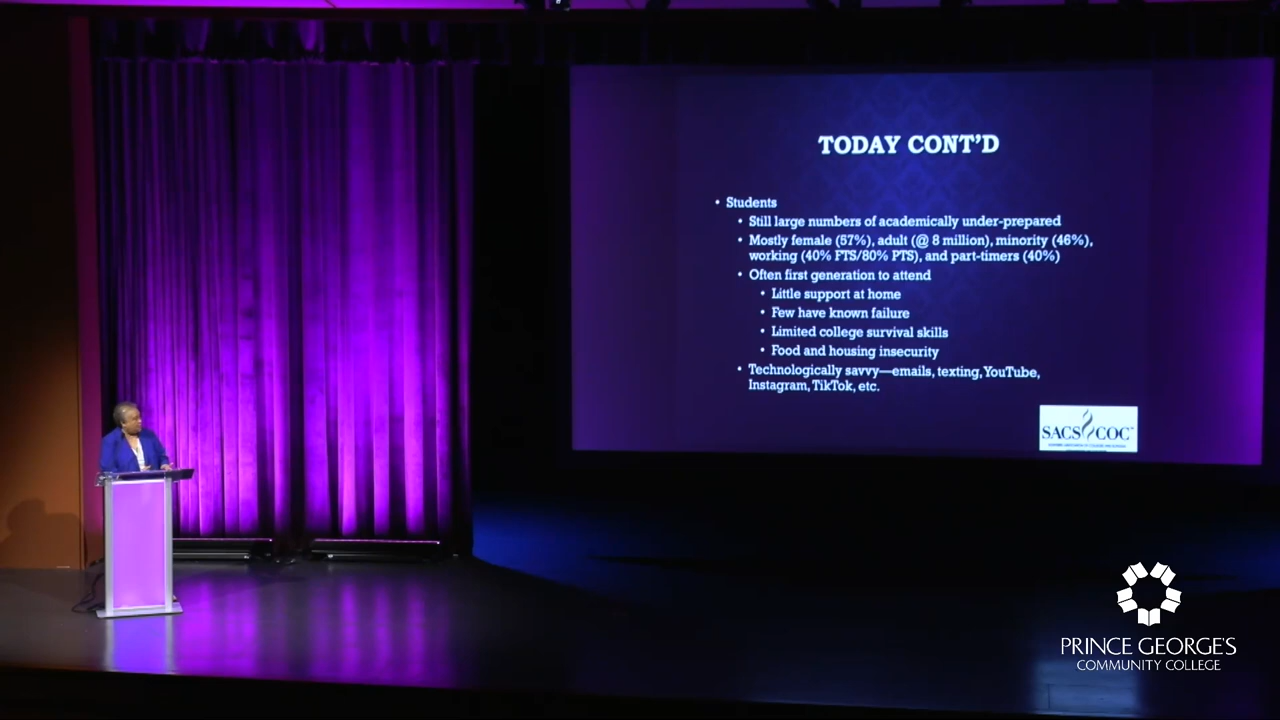 TODAY CONT'D
• Students
• Still large numbers of academically under-prepared
• Mostly female (57%), adult (@ 8 million), minority (46%),
working (40% FTS/80% PTS), and part-timers (40%)
• Often first generation to attend
• Little support at home
• Few have known failure
• Limited college survival skills
• Food and housing insecurity
• Technologically savvy—emails, texting, YouTube,
Instagram, TikTok, etc.
SACS COC
PRINCE GEORGE'S
COMMUNITY COLLEGE